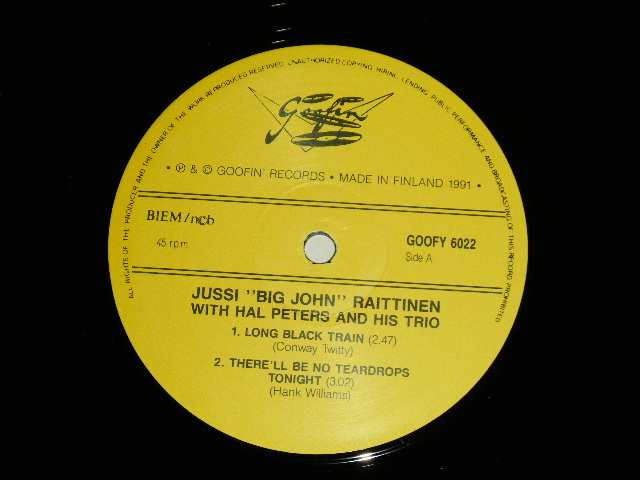 ALL RIGHTS OF THE PRODUCER AND THE OWNER OF THE WORK REPRODUCED RESERVED. UNAUTHORIZED COPYING, HIRING, LENDING, PUBLIC PERFORMANCE AND BROADCASTING OF THIS RECORD PROHIBITED
Goofin
• ℗ & © GOOFIN' RECORDS • MADE IN FINLAND 1991 •
BIEM/ncb
GOOFY 6022
45 r.p.m.
Side A
JUSSI "BIG JOHN" RAITTINEN
WITH HAL PETERS AND HIS TRIO
1. LONG BLACK TRAIN (2.47)
(Conway Twitty)
2. THERE'LL BE NO TEARDROPS
TONIGHT (3.02)
(Hank Williams)